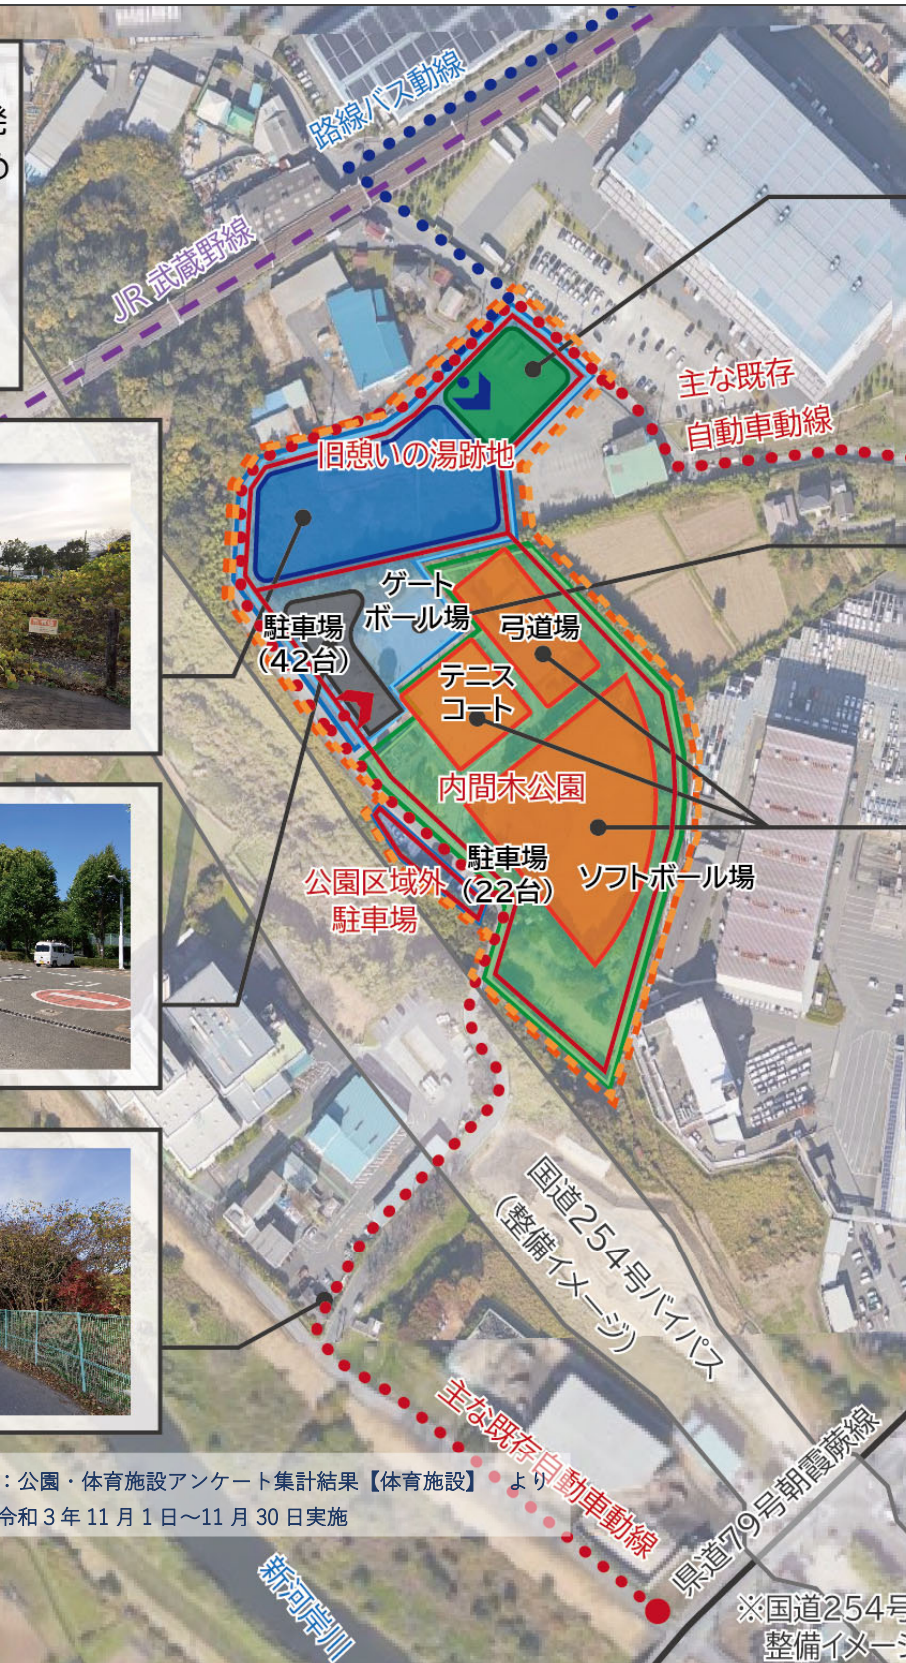 発
め
路線バス動線
JR 武蔵野線
主な既存
自動車動線
旧憩いの湯跡地
ゲート
ボール場
駐車場
(42台)
弓道場
テニス
コート
内間木公園
駐車場
(22台)
ソフトボール場
公園区域外
駐車場
国道254号バイパス
(整備イメージ)
主な既存自動車動線
：公園・体育施設アンケート集計結果【体育施設】 より
令和3年11月1日～11月30日実施
県道79号朝霞蕨線
新河岸川
※国道254号
整備イメージ